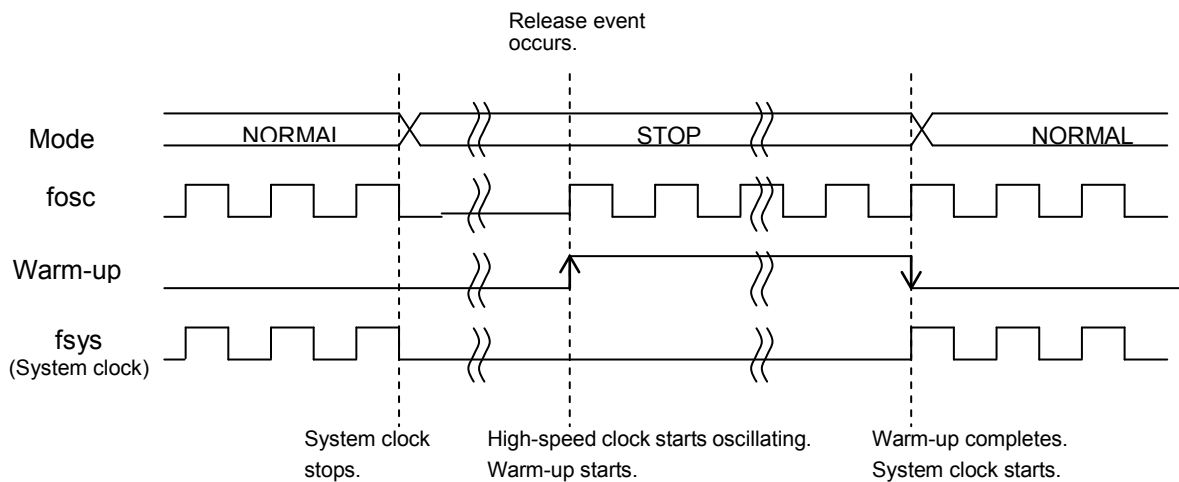 Release event
occurs.
Mode
NORMAL
STOP
NORMAL
fosc
Warm-up
fsys
(System clock)
System clock
stops.
High-speed clock starts oscillating.
Warm-up starts.
Warm-up completes.
System clock starts.